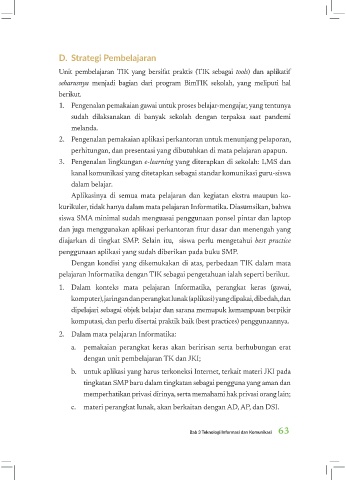 D. Strategi Pembelajaran
Unit pembelajaran TIK yang bersifat praktis (TIK sebagai tools) dan aplikatif
seharusnya menjadi bagian dari program BimTIK sekolah, yang meliputi hal
berikut.
1. Pengenalan pemakaian gawai untuk proses belajar-mengajar, yang tentunya
sudah dilaksanakan di banyak sekolah dengan terpaksa saat pandemi
melanda.
2. Pengenalan pemakaian aplikasi perkantoran untuk menunjang pelaporan,
perhitungan, dan presentasi yang dibutuhkan di mata pelajaran apapun.
3. Pengenalan lingkungan e-learning yang diterapkan di sekolah: LMS dan
kanal komunikasi yang ditetapkan sebagai standar komunikasi guru-siswa
dalam belajar.
Aplikasinya di semua mata pelajaran dan kegiatan ekstra maupun ko-
kurikuler, tidak hanya dalam mata pelajaran Informatika. Diasumsikan, bahwa
siswa SMA minimal sudah menguasai penggunaan ponsel pintar dan laptop
dan juga menggunakan aplikasi perkantoran fitur dasar dan menengah yang
diajarkan di tingkat SMP. Selain itu, siswa perlu mengetahui best practice
penggunaan aplikasi yang sudah diberikan pada buku SMP.
Dengan kondisi yang dikemukakan di atas, perbedaan TIK dalam mata
pelajaran Informatika dengan TIK sebagai pengetahuan ialah seperti berikut.
1. Dalam konteks mata pelajaran Informatika, perangkat keras (gawai,
komputer), jaringan dan perangkat lunak (aplikasi) yang dipakai, dibedah, dan
dipelajari sebagai objek belajar dan sarana memupuk kemampuan berpikir
komputasi, dan perlu disertai praktik baik (best practices) penggunaannya.
2. Dalam mata pelajaran Informatika:
a. pemakaian perangkat keras akan beririsan serta berhubungan erat
dengan unit pembelajaran TK dan JKI;
b. untuk aplikasi yang harus terkoneksi Internet, terkait materi JKI pada
tingkatan SMP baru dalam tingkatan sebagai pengguna yang aman dan
memperhatikan privasi dirinya, serta memahami hak privasi orang lain;
c. materi perangkat lunak, akan berkaitan dengan AD, AP, dan DSI.
Bab 3 Teknologi Informasi dan Komunikasi 63